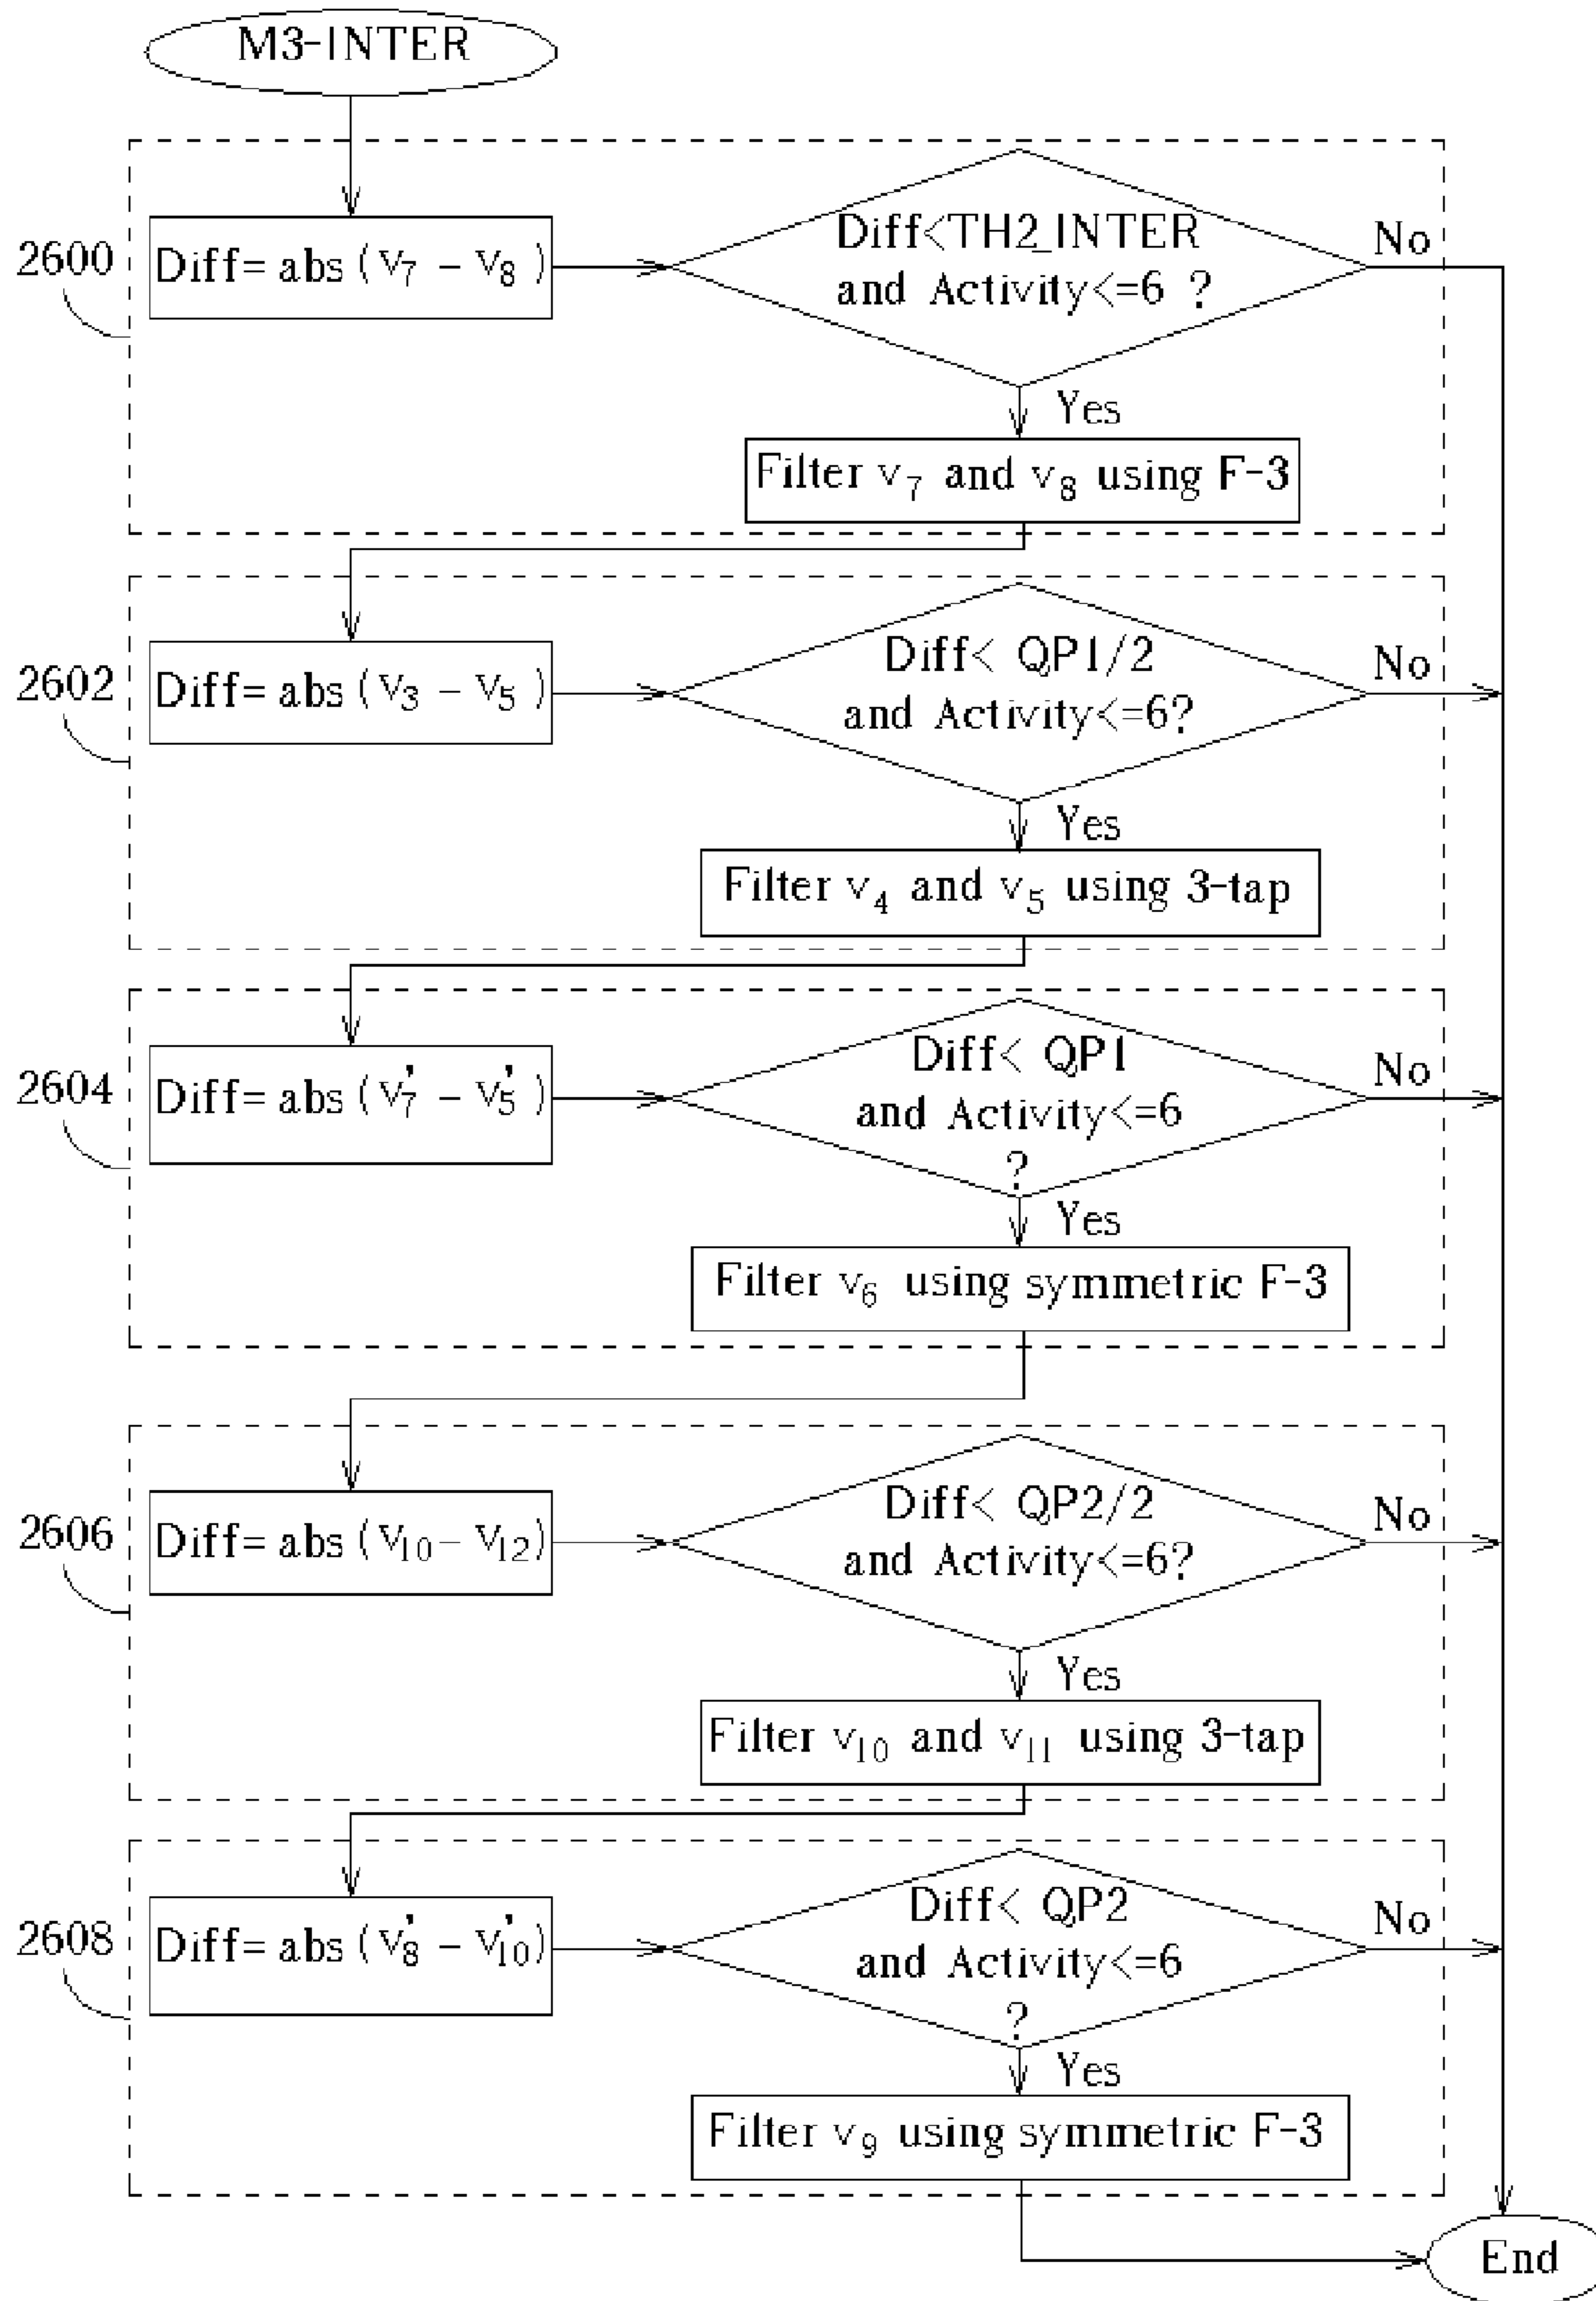 M3-INTER
2600
Diff= abs ( V₇ - V₈ )
Diff<TH2_INTER
and Activity<=6 ?
No
Yes
Filter v₇ and v₈ using F-3
2602
Diff= abs ( V₃ - V₅ )
Diff< QP1/2
and Activity<=6?
No
Yes
Filter v₄ and v₅ using 3-tap
2604
Diff= abs ( V₇' - V₅' )
Diff< QP1
and Activity<=6
?
No
Yes
Filter v₆ using symmetric F-3
2606
Diff= abs ( V₁₀ - V₁₂ )
Diff< QP2/2
and Activity<=6?
No
Yes
Filter v₁₀ and v₁₁ using 3-tap
2608
Diff= abs ( V₈' - V₁₀' )
Diff< QP2
and Activity<=6
?
No
Yes
Filter v₉ using symmetric F-3
End